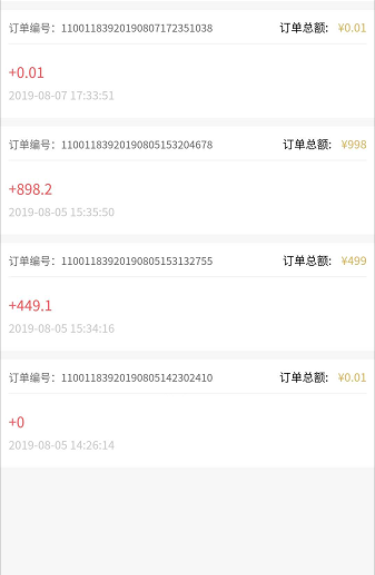 订单编号：11001183920190807172351038 订单总额: ¥0.01
+0.01
2019-08-07 17:33:51
订单编号：11001183920190805153204678 订单总额: ¥998
+898.2
2019-08-05 15:35:50
订单编号：11001183920190805153132755 订单总额: ¥499
+449.1
2019-08-05 15:34:16
订单编号：11001183920190805142302410 订单总额: ¥0.01
+0
2019-08-05 14:26:14